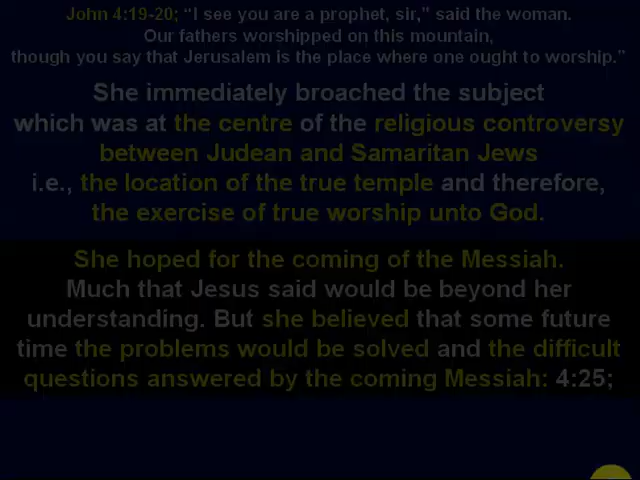 John 4:19-20; “I see you are a prophet, sir,” said the woman.
Our fathers worshipped on this mountain,
though you say that Jerusalem is the place where one ought to worship.”
She immediately broached the subject
which was at the centre of the religious controversy
between Judean and Samaritan Jews
i.e., the location of the true temple and therefore,
the exercise of true worship unto God.
She hoped for the coming of the Messiah.
Much that Jesus said would be beyond her
understanding. But she believed that some future
time the problems would be solved and the difficult
questions answered by the coming Messiah: 4:25;